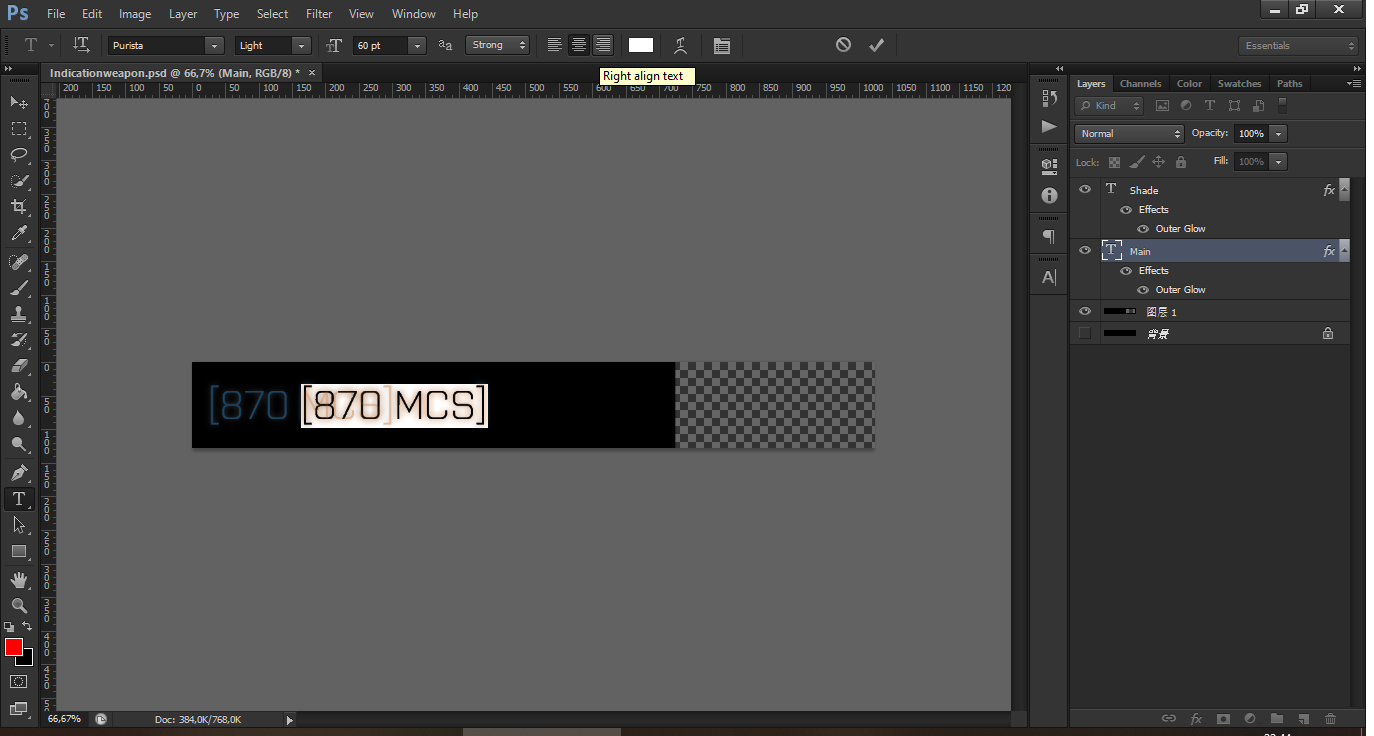 Ps File Edit Image Layer Type Select Filter View Window Help
T Purista Light 60 pt Strong Essentials
Indicationweapon.psd @ 66,7% (Main, RGB/8) * ×
Right align text
200 150 100 50 0 50 100 150 200 250 300 350 400 450 500 550 600 650 700 750 800 850 900 950 1000 1050 1100 1150 120
Layers Channels Color Swatches Paths
Kind
Normal Opacity: 100%
Lock: Fill: 100%
T Shade fx
Effects
Outer Glow
T Main fx
Effects
Outer Glow
图层 1
背景
[870 [870 MCS]
66,67% Doc: 384,0K/768,0K